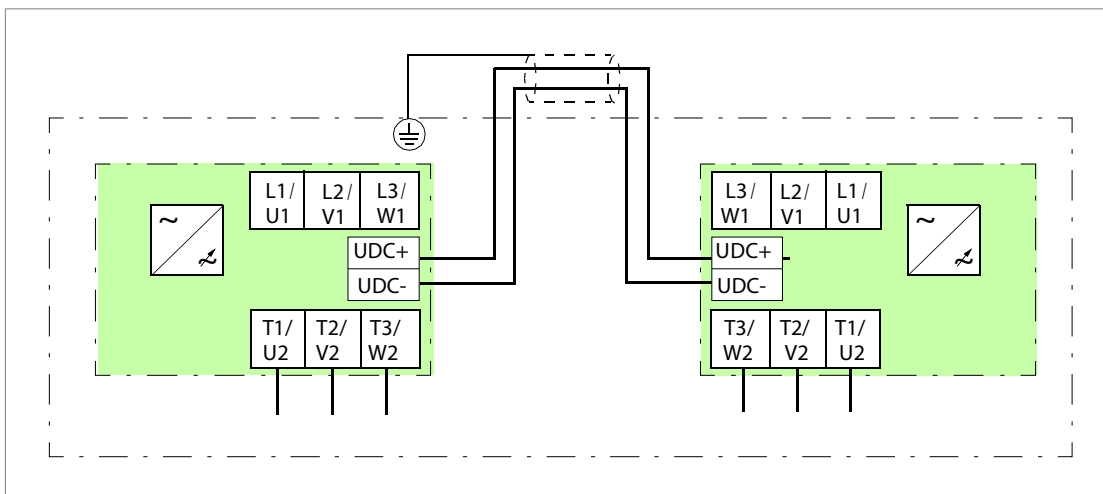 L1/ L2/ L3/ L3/ L2/ L1/
U1 V1 W1 W1 V1 U1
UDC+ UDC+
UDC- UDC-
T1/ T2/ T3/ T3/ T2/ T1/
U2 V2 W2 W2 V2 U2